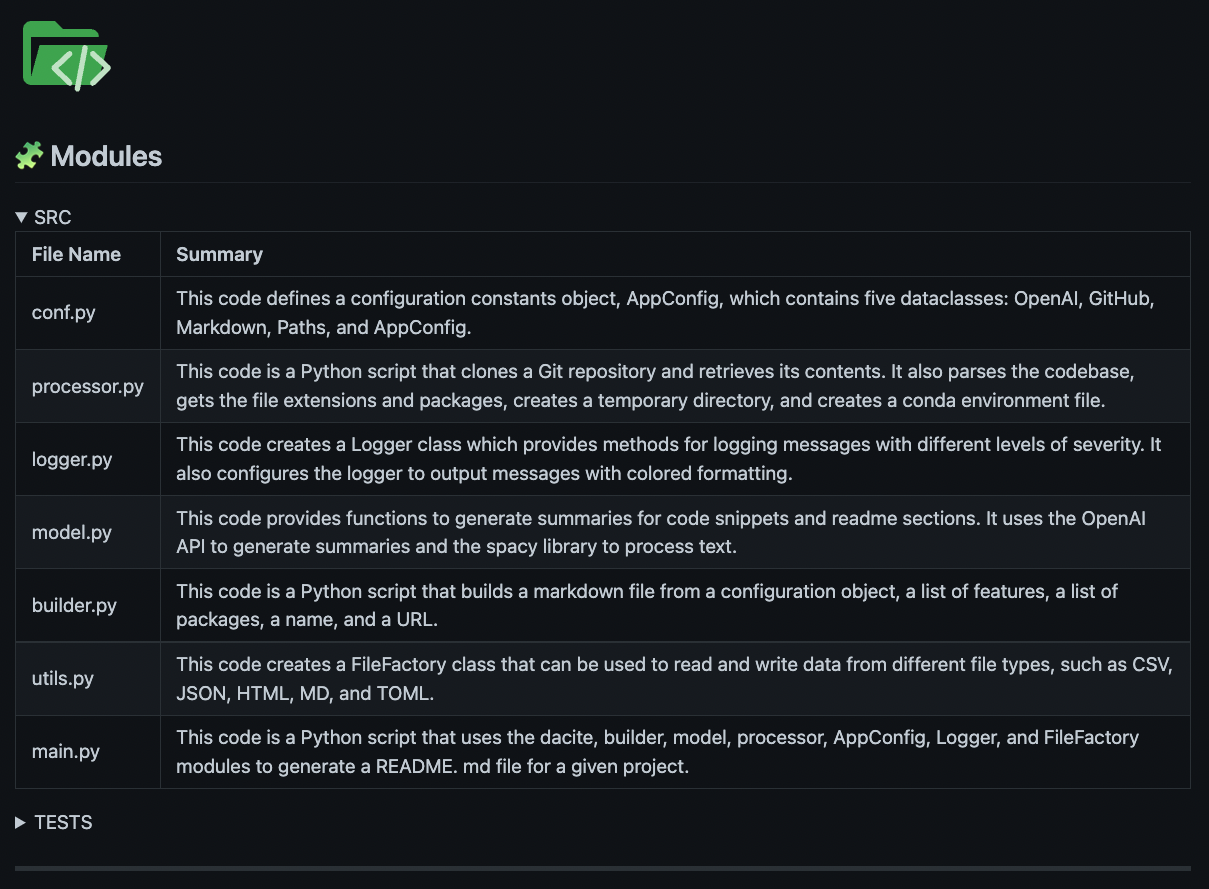 </>
Modules
SRC
File Name Summary
conf.py This code defines a configuration constants object, AppConfig, which contains five dataclasses: OpenAI, GitHub,
Markdown, Paths, and AppConfig.
processor.py This code is a Python script that clones a Git repository and retrieves its contents. It also parses the codebase,
gets the file extensions and packages, creates a temporary directory, and creates a conda environment file.
logger.py This code creates a Logger class which provides methods for logging messages with different levels of severity. It
also configures the logger to output messages with colored formatting.
model.py This code provides functions to generate summaries for code snippets and readme sections. It uses the OpenAI
API to generate summaries and the spacy library to process text.
builder.py This code is a Python script that builds a markdown file from a configuration object, a list of features, a list of
packages, a name, and a URL.
utils.py This code creates a FileFactory class that can be used to read and write data from different file types, such as CSV,
JSON, HTML, MD, and TOML.
main.py This code is a Python script that uses the dacite, builder, model, processor, AppConfig, Logger, and FileFactory
modules to generate a README. md file for a given project.
TESTS